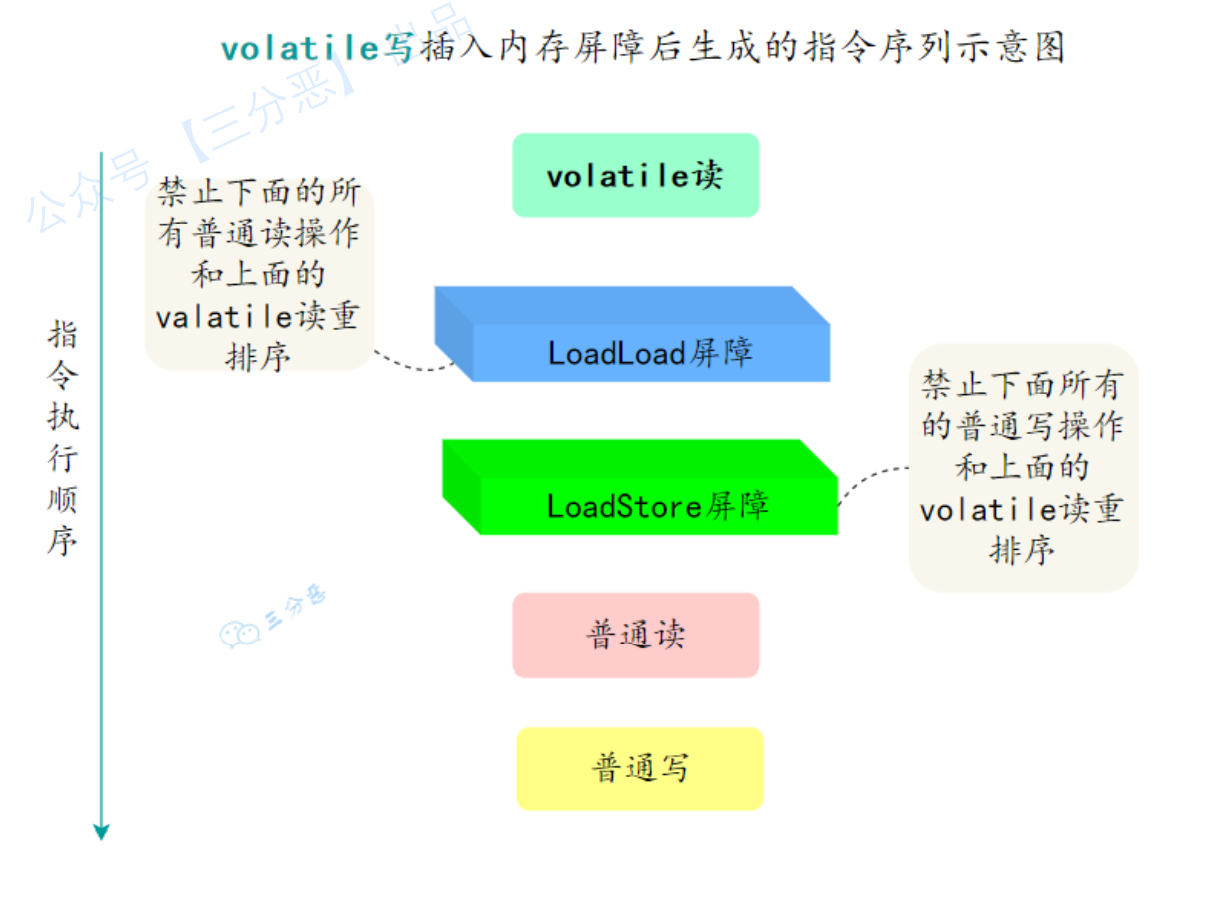 volatile写插入内存屏障后生成的指令序列示意图
公众号【三分恶】出品
volatile读
禁止下面的所
有普通读操作
和上面的
valatile读重
排序
LoadLoad屏障
指
令
执
行
顺
序
禁止下面所有
的普通写操作
和上面的
volatile读重
排序
LoadStore屏障
三分恶
普通读
普通写